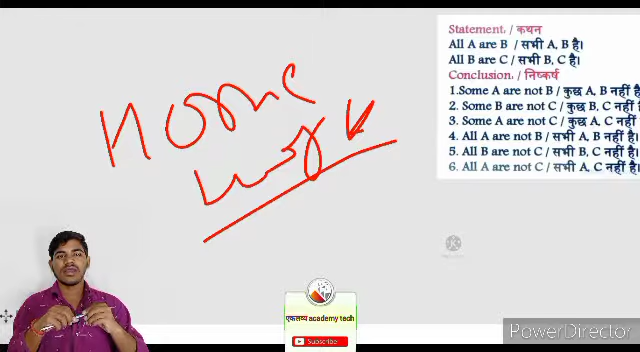 Home
work
Statement / कथन
All A are B / सभी A, B है।
All B are C / सभी B, C है।
Conclusion / निष्कर्ष
1.Some A are not B / कुछ A, B नहीं है
2. Some B are not C / कुछ B, C नहीं
3. Some A are not C / कुछ A, C नहीं
4. All A are not B / सभी A, B नहीं है।
5. All B are not C / सभी B, C नहीं है।
6. All A are not C / सभी A, C नहीं है।
एकलव्य academy tech
Subscribe
PowerDirector